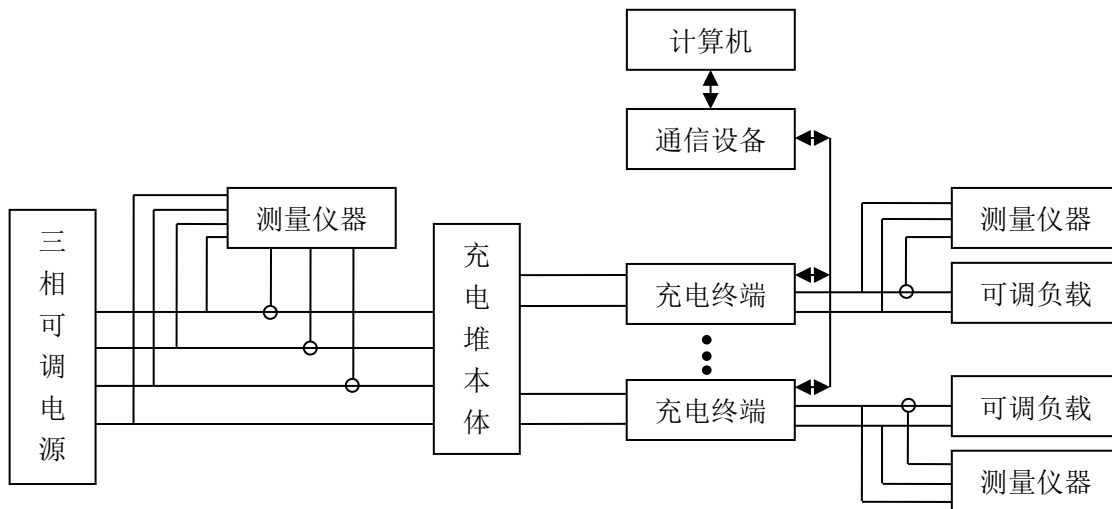 计算机
通信设备
测量仪器
测量仪器
三相可调电源
充电堆本体
充电终端
可调负载
充电终端
可调负载
测量仪器